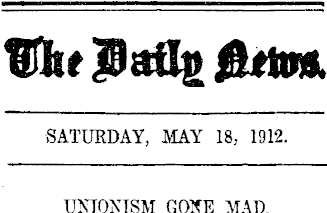 The Daily News.
SATURDAY, MAY 18, 1912.
UNIONISM GONE MAD.